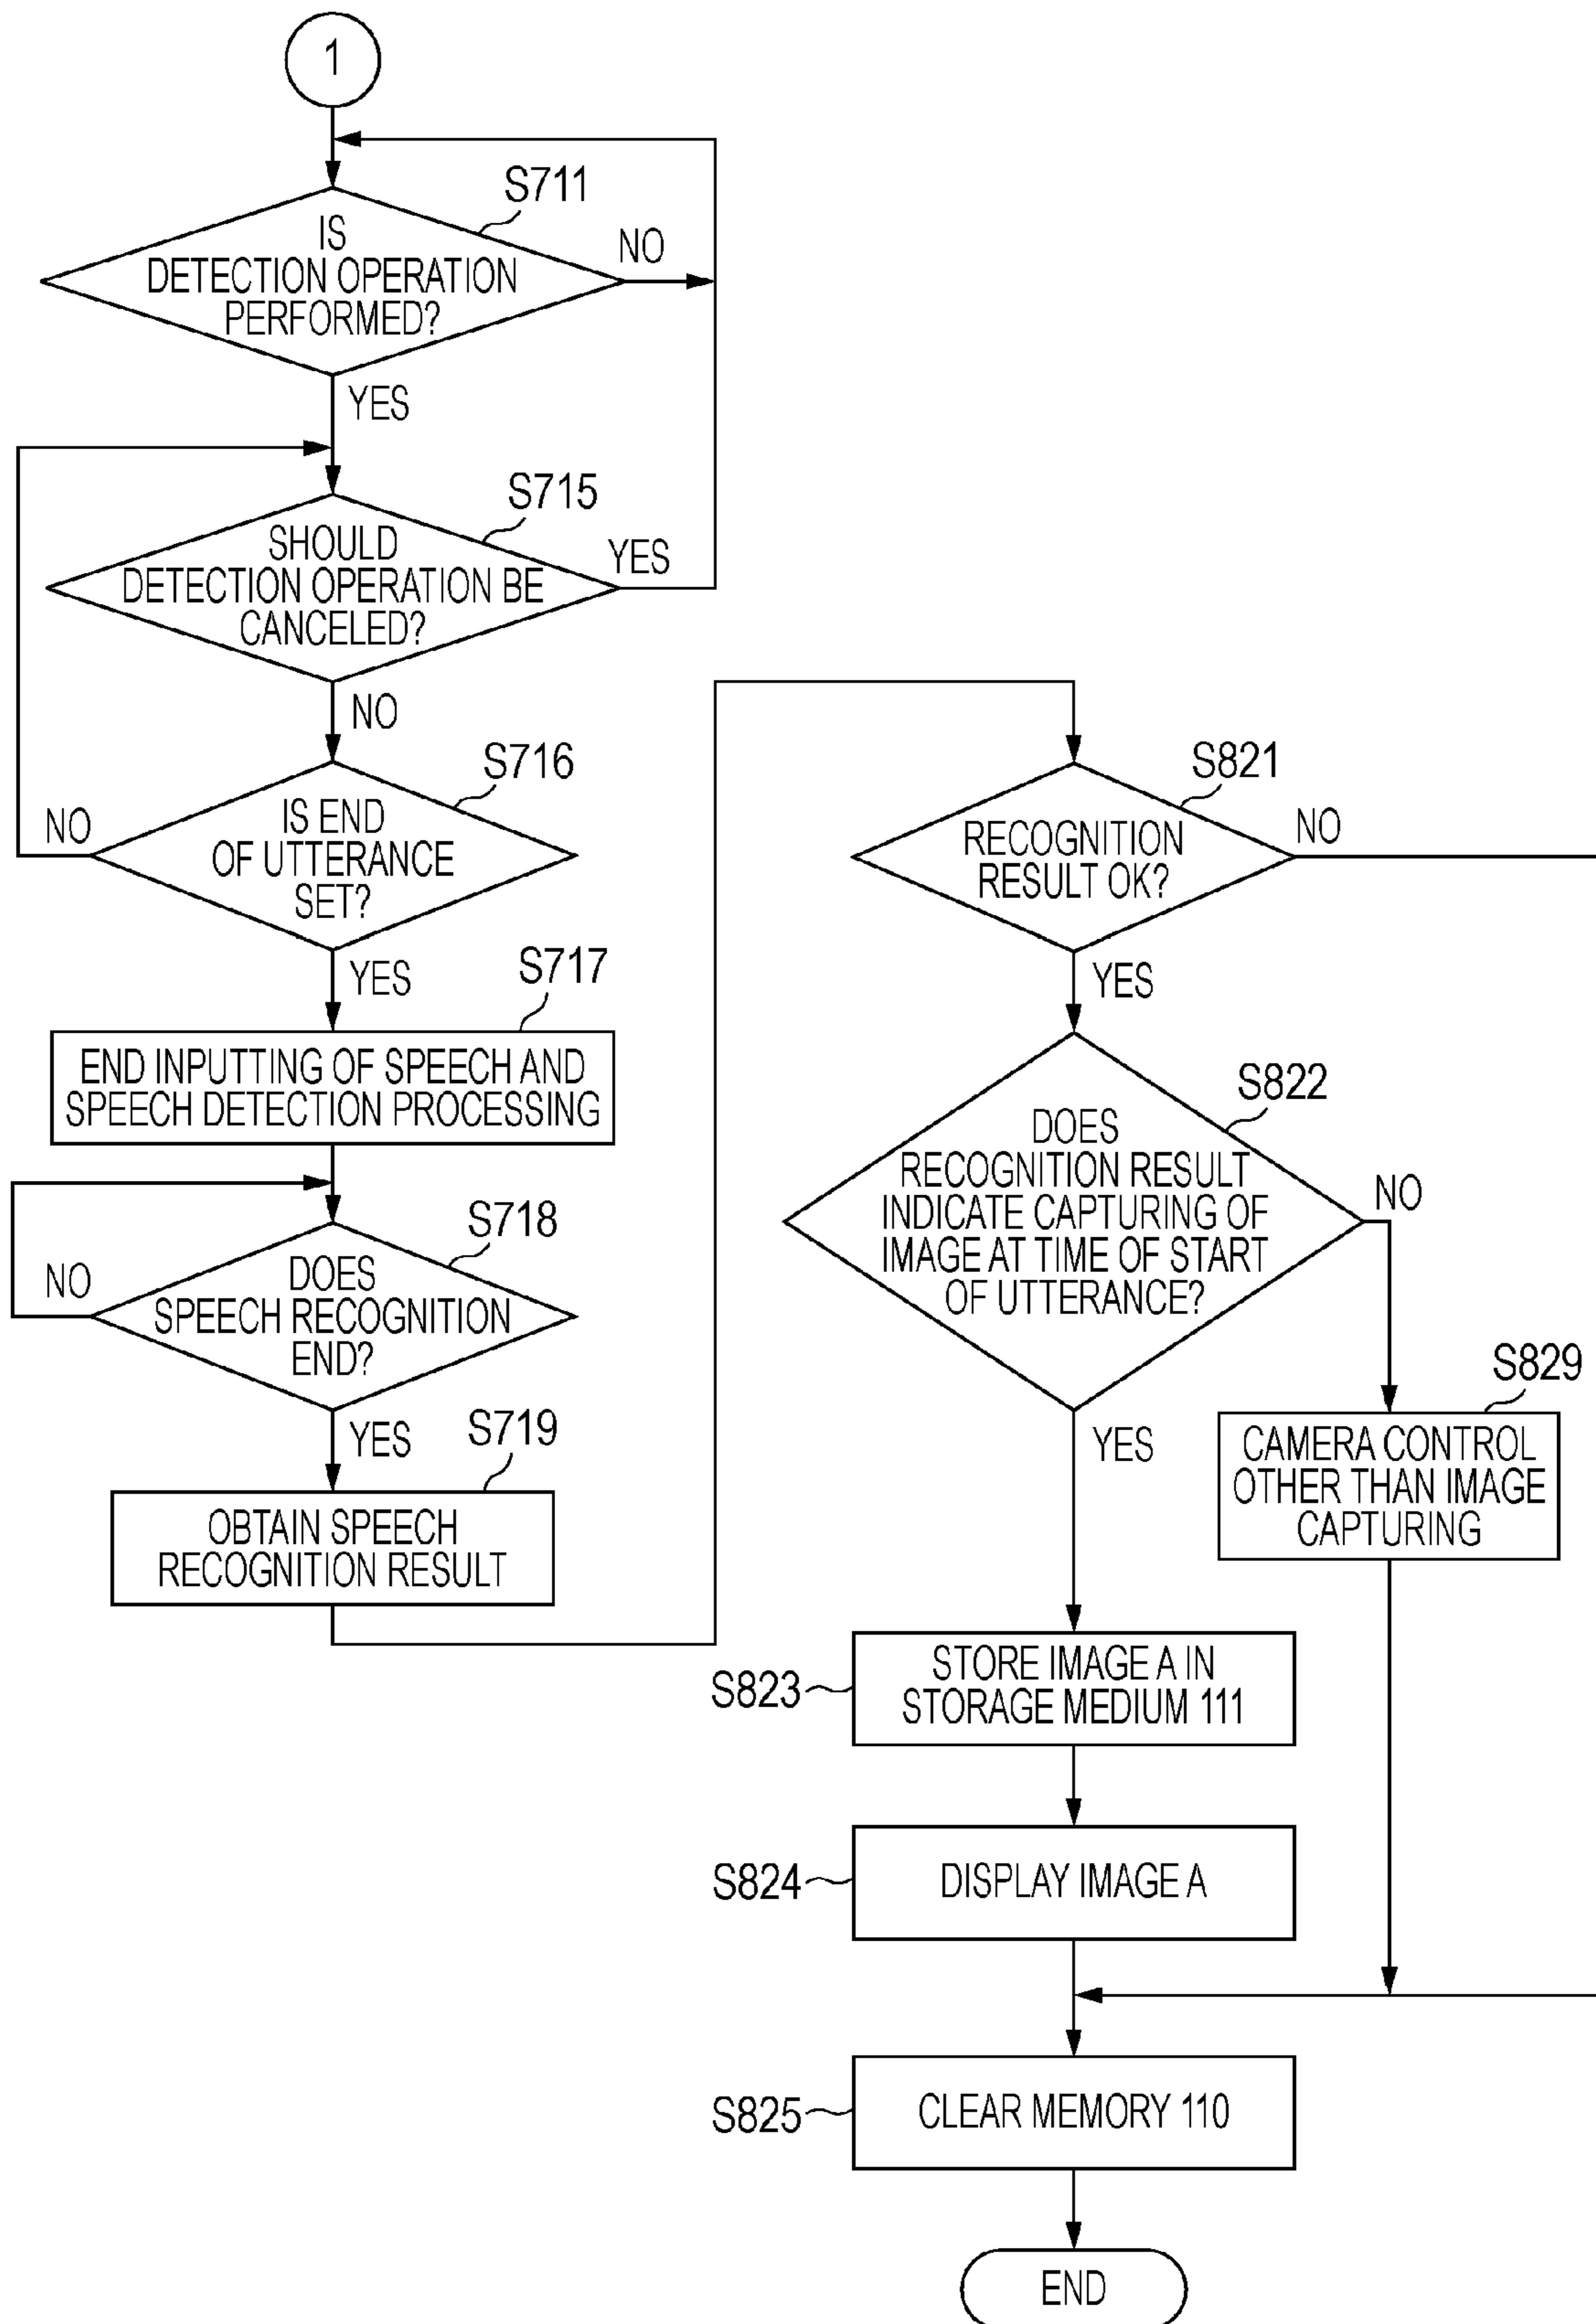 1
S711
IS
DETECTION OPERATION
PERFORMED?
NO
YES
S715
SHOULD
DETECTION OPERATION BE
CANCELED?
YES
NO
S716
IS END
OF UTTERANCE
SET?
NO
YES
S717
END INPUTTING OF SPEECH AND
SPEECH DETECTION PROCESSING
S718
DOES
SPEECH RECOGNITION
END?
NO
YES
S719
OBTAIN SPEECH
RECOGNITION RESULT
S821
RECOGNITION
RESULT OK?
NO
YES
S822
DOES
RECOGNITION RESULT
INDICATE CAPTURING OF
IMAGE AT TIME OF START
OF UTTERANCE?
NO
YES
S829
CAMERA CONTROL
OTHER THAN IMAGE
CAPTURING
S823
STORE IMAGE A IN
STORAGE MEDIUM 111
S824
DISPLAY IMAGE A
S825
CLEAR MEMORY 110
END